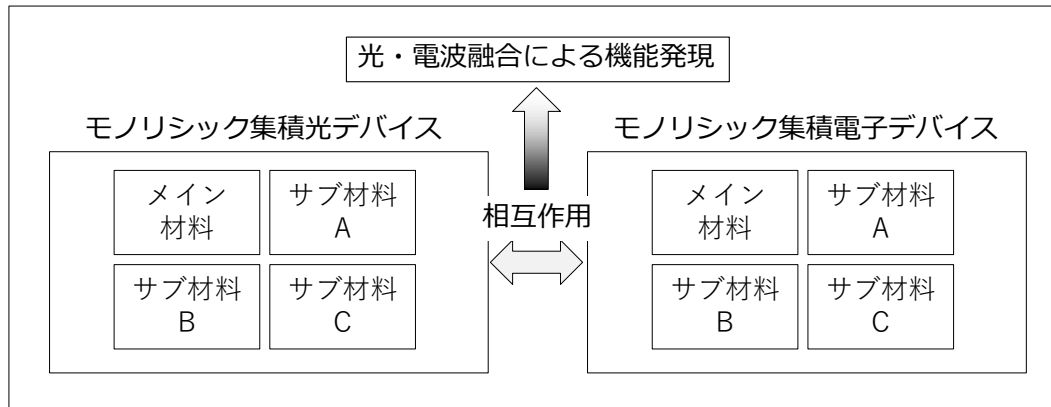 光・電波融合による機能発現
モノリシック集積光デバイス
モノリシック集積電子デバイス
メイン
材料
サブ材料
A
サブ材料
B
サブ材料
C
相互作用
メイン
材料
サブ材料
A
サブ材料
B
サブ材料
C